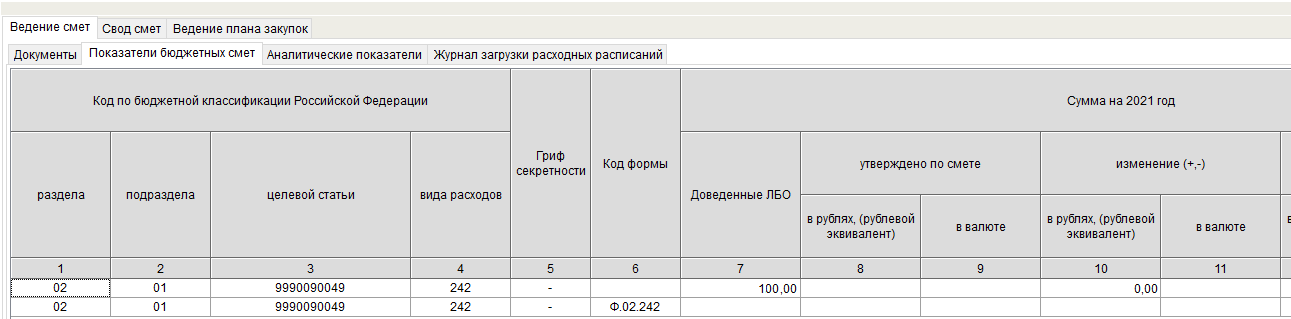 Ведение смет Свод смет Ведение плана закупок
Документы Показатели бюджетных смет Аналитические показатели Журнал загрузки расходных расписаний
Код по бюджетной классификации Российской Федерации
Гриф
секретности
Код формы
Сумма на 2021 год
раздела
подраздела
целевой статьи
вида расходов
Доведенные ЛБО
утверждено по смете
изменение (+,-)
в рублях, (рублевой
эквивалент)
в валюте
в рублях, (рублевой
эквивалент)
в валюте
1 2 3 4 5 6 7 8 9 10 11
02 01 9990090049 242 - 100,00 0,00
02 01 9990090049 242 - Ф.02.242